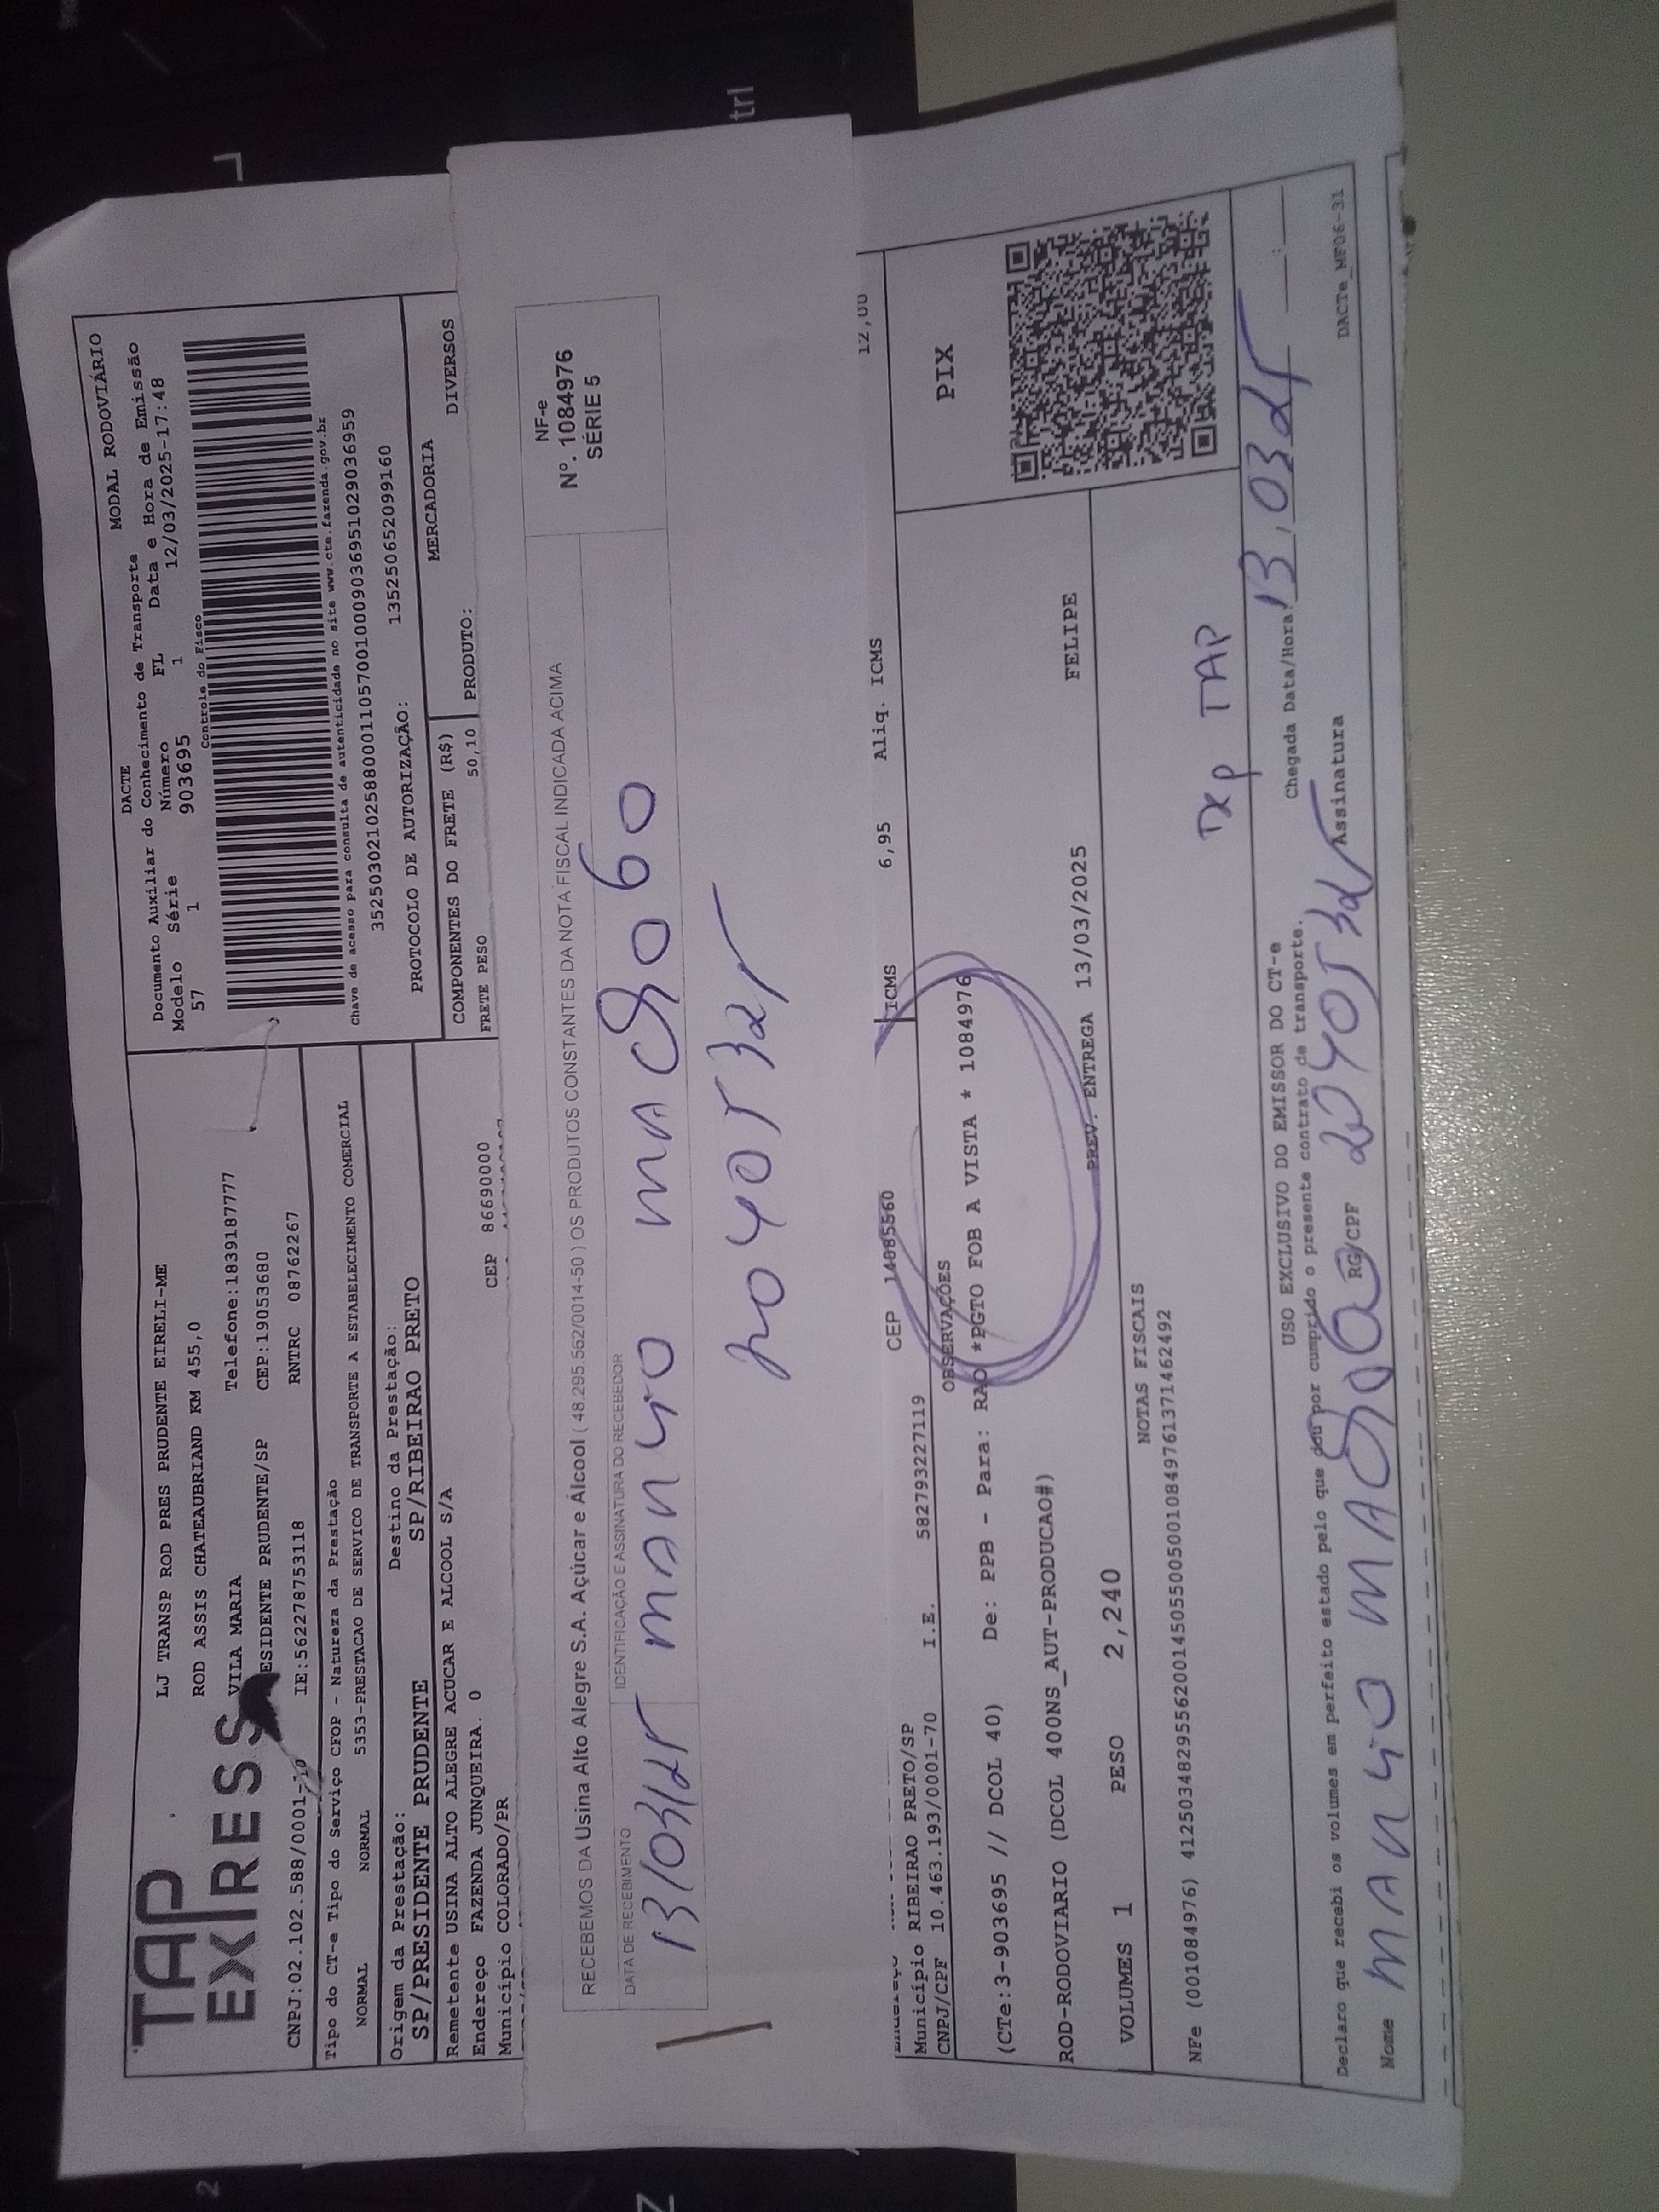 TAP
EXPRESS
LJ TRANSP ROD PRES PRUDENTE EIRELI-ME
ROD ASSIS CHATEAUBRIAND KM 455,0
VILA MARIA Telefone:1839187777
ESIDENTE PRUDENTE/SP CEP:19053680
CNPJ:02.102.588/0001-10 IE:562278753118 RNTRC 08762267
DACTE MODAL RODOVIÁRIO
Documento Auxiliar do Conhecimento de Transporte
Modelo Série Número FL Data e Hora de Emissão
57 1 903695 1 12/03/2025-17:48
Controle do Fisco
Chave de acesso para consulta de autenticidade no site www.cte.fazenda.gov.br
35250302102588000110570010009036951029036959
PROTOCOLO DE AUTORIZAÇÃO: 135250652099160
Tipo do CT-e Tipo do Serviço CFOP - Natureza da Prestação
NORMAL NORMAL 5353-PRESTACAO DE SERVICO DE TRANSPORTE A ESTABELECIMENTO COMERCIAL
Origem da Prestação: Destino da Prestação:
SP/PRESIDENTE PRUDENTE SP/RIBEIRAO PRETO
COMPONENTES DO FRETE (R$) MERCADORIA
FRETE PESO 50,10 PRODUTO: DIVERSOS
Remetente USINA ALTO ALEGRE ACUCAR E ALCOOL S/A
Endereço FAZENDA JUNQUEIRA. 0
Município COLORADO/PR CEP 86690000
RECEBEMOS DA Usina Alto Alegre S.A. Açúcar e Álcool ( 48.295.562/0014-50 ) OS PRODUTOS CONSTANTES DA NOTA FISCAL INDICADA ACIMA
NF-e
Nº. 1084976
SÉRIE 5
DATA DE RECEBIMENTO IDENTIFICAÇÃO E ASSINATURA DO RECEBEDOR
13/03/25
Município RIBEIRAO PRETO/SP CEP 14085560 ICMS 6,95 Aliq. ICMS 12,00
CNPJ/CPF 10.463.193/0001-70 I.E. 582793227119
OBSERVAÇÕES
PIX
(CTe:3-903695 // DCOL 40) De: PPB - Para: RAO *PGTO FOB A VISTA * 1084976
ROD-RODOVIARIO (DCOL 400NS_AUT-PRODUCAO#)
PREV. ENTREGA 13/03/2025 FELIPE
VOLUMES 1 PESO 2,240
NOTAS FISCAIS
NFe (001084976) 41250348295562001450550050010849761371462492
TAP
USO EXCLUSIVO DO EMISSOR DO CT-e
Declaro que recebi os volumes em perfeito estado pelo que dou por cumprido o presente contrato de transporte.
Chegada Data/Hora: 13,03,25
Nome RG/CPF Assinatura
DACTe_MF06-31
trl
2
Z